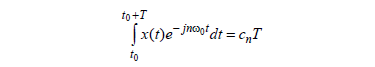 ∫_{t₀}^{t₀+T} x(t)e^{-jnω₀t} dt = cₙT